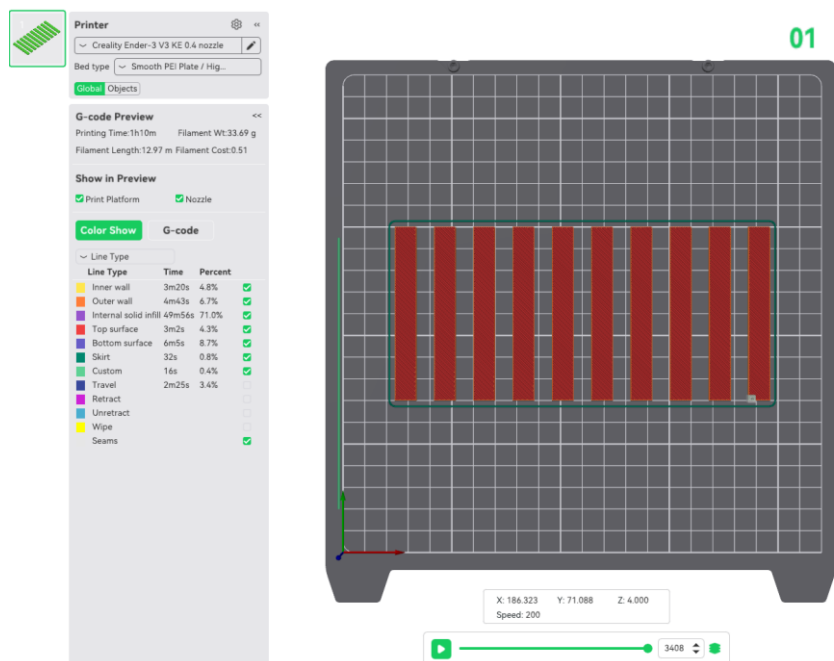 Printer
Creality Ender-3 V3 KE 0.4 nozzle
Bed type Smooth PEI Plate / Hig...
Global Objects
G-code Preview
Printing Time:1h10m Filament Wt:33.69 g
Filament Length:12.97 m Filament Cost:0.51
Show in Preview
Print Platform Nozzle
Color Show G-code
Line Type
Line Type Time Percent
Inner wall 3m20s 4.8%
Outer wall 4m43s 6.7%
Internal solid infill 49m56s 71.0%
Top surface 3m2s 4.3%
Bottom surface 6m5s 8.7%
Skirt 32s 0.8%
Custom 16s 0.4%
Travel 2m25s 3.4%
Retract
Unretract
Wipe
Seams
01
X: 186.323 Y: 71.088 Z: 4.000
Speed: 200
3408